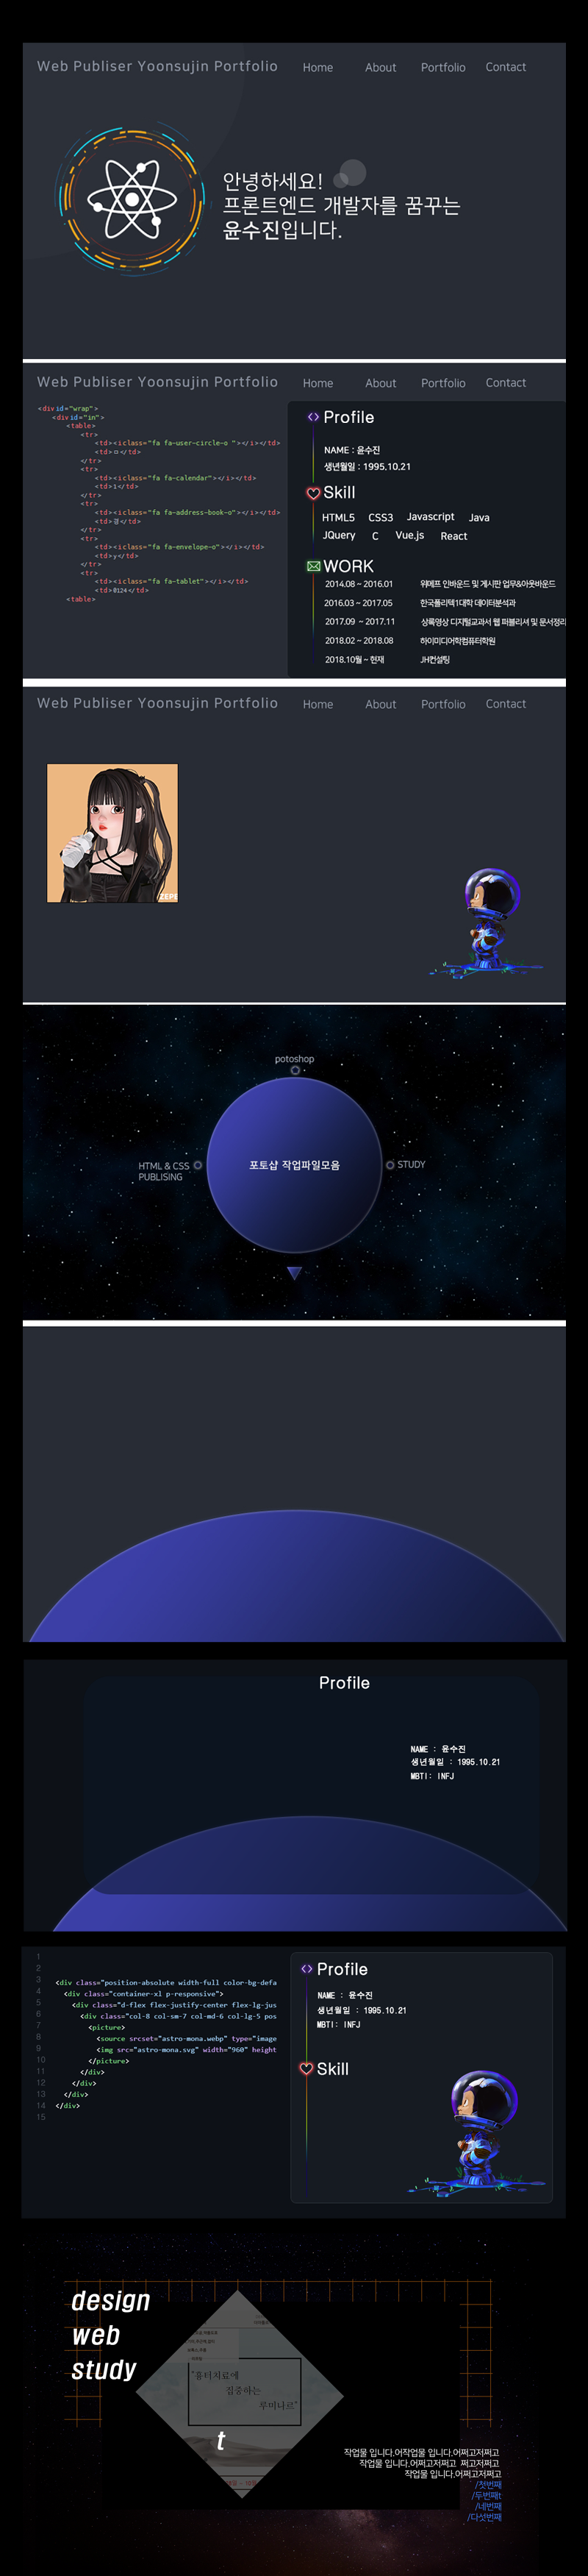 Web Publiser Yoonsujin Portfolio Home About Portfolio Contact
안녕하세요!
프론트엔드 개발자를 꿈꾸는
윤수진입니다.
Web Publiser Yoonsujin Portfolio Home About Portfolio Contact
<div id="wrap">
<div id="in">
<table>
<tr>
<td><iclass="fa fa-user-circle-o "></i></td>
<td>ㅁ</td>
</tr>
<tr>
<td><iclass="fa fa-calendar"></i></td>
<td>1</td>
</tr>
<tr>
<td><iclass="fa fa-address-book-o"></i></td>
<td>경</td>
</tr>
<tr>
<td><iclass="fa fa-envelope-o"></i></td>
<td>y</td>
</tr>
<tr>
<td><iclass="fa fa-tablet"></i></td>
<td>0124</td>
<table>
Profile
NAME : 윤수진
생년월일 : 1995.10.21
Skill
HTML5 CSS3 Javascript Java
JQuery C Vue.js React
WORK
2014.08 ~ 2016.01 위메프 인바운드 및 게시판 업무&아웃바운드
2016.03 ~ 2017.05 한국폴리텍1대학 데이터분석과
2017.09 ~ 2017.11 상록영상 디지털교과서 웹 퍼블리셔 및 문서정리
2018.02 ~ 2018.08 하이미디어학컴퓨터학원
2018.10월 ~ 현재 JH컨설팅
Web Publiser Yoonsujin Portfolio Home About Portfolio Contact
ZEPE
potoshop
HTML & CSS
PUBLISING
포토샵 작업파일모음
STUDY
Profile
NAME : 윤수진
생년월일 : 1995.10.21
MBTI: INFJ
1
2
3 <div class="position-absolute width-full color-bg-defa
4 <div class="container-xl p-responsive">
5 <div class="d-flex flex-justify-center flex-lg-jus
6 <div class="col-8 col-sm-7 col-md-6 col-lg-5 pos
7 <picture>
8 <source srcset="astro-mona.webp" type="image
9 <img src="astro-mona.svg" width="960" height
10 </picture>
11 </div>
12 </div>
13 </div>
14 </div>
15
Profile
NAME : 윤수진
생년월일 : 1995.10.21
MBTI: INFJ
Skill
design
web
study
"흉터치료에
집중하는
루미나르"
t
작업물 입니다.어작업물 입니다.어쩌고저쩌고
작업물 입니다.어쩌고저쩌고 쩌고저쩌고
작업물 입니다.어쩌고저쩌고
/첫번째
/두번째t
/네번째
/다섯번째